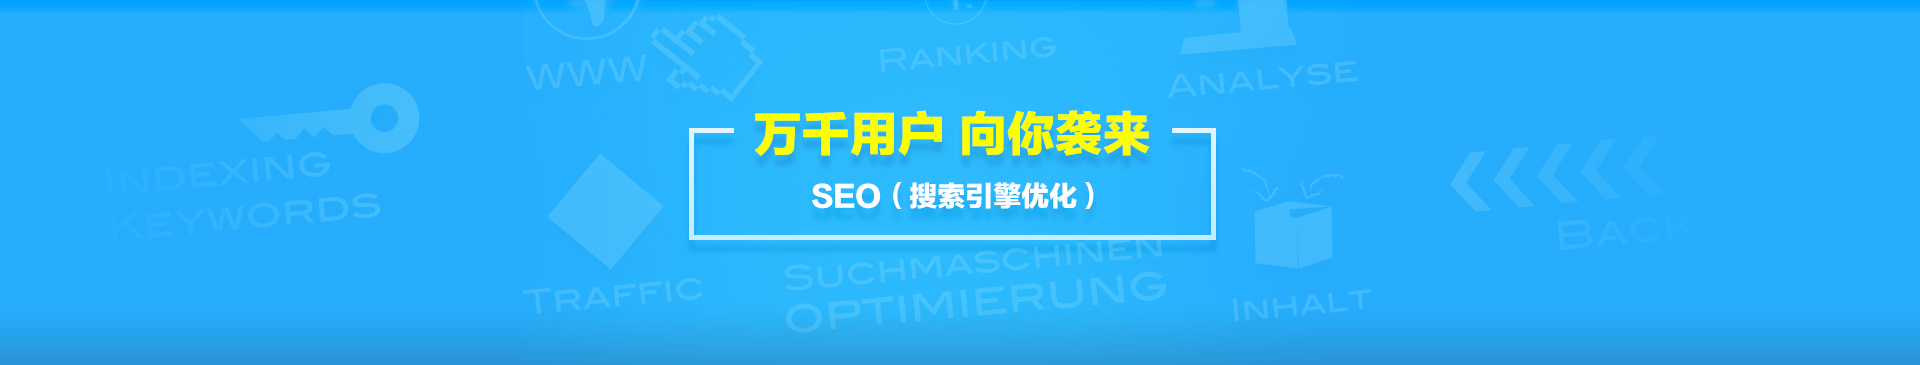 WWW
RANKING
ANALYSE
万千用户 向你袭来
INDEXING
KEYWORDS
SEO（搜索引擎优化）
BACKL
TRAFFIC
SUCHMASCHINEN
OPTIMIERUNG
INHALT